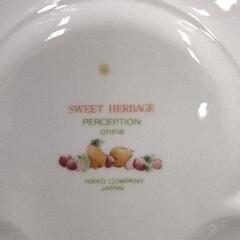 SWEET HERBAGE
PERCEPTION
china
NIKKO COMPANY
JAPAN